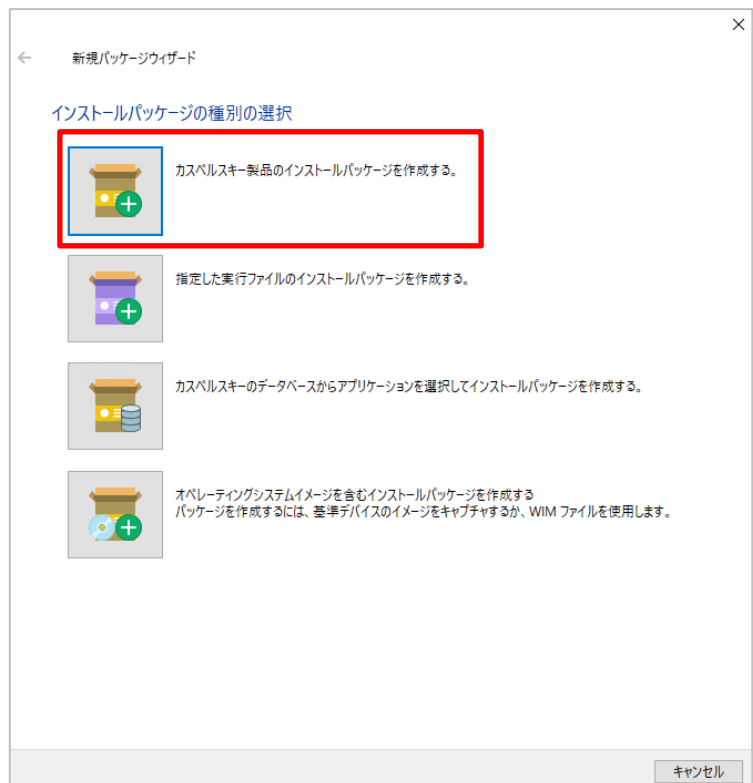 新規パッケージウィザード
インストールパッケージの種別の選択
カスペルスキー製品のインストールパッケージを作成する。
指定した実行ファイルのインストールパッケージを作成する。
カスペルスキーのデータベースからアプリケーションを選択してインストールパッケージを作成する。
オペレーティングシステムイメージを含むインストールパッケージを作成する
パッケージを作成するには、基準デバイスのイメージをキャプチャするか、WIM ファイルを使用します。
キャンセル